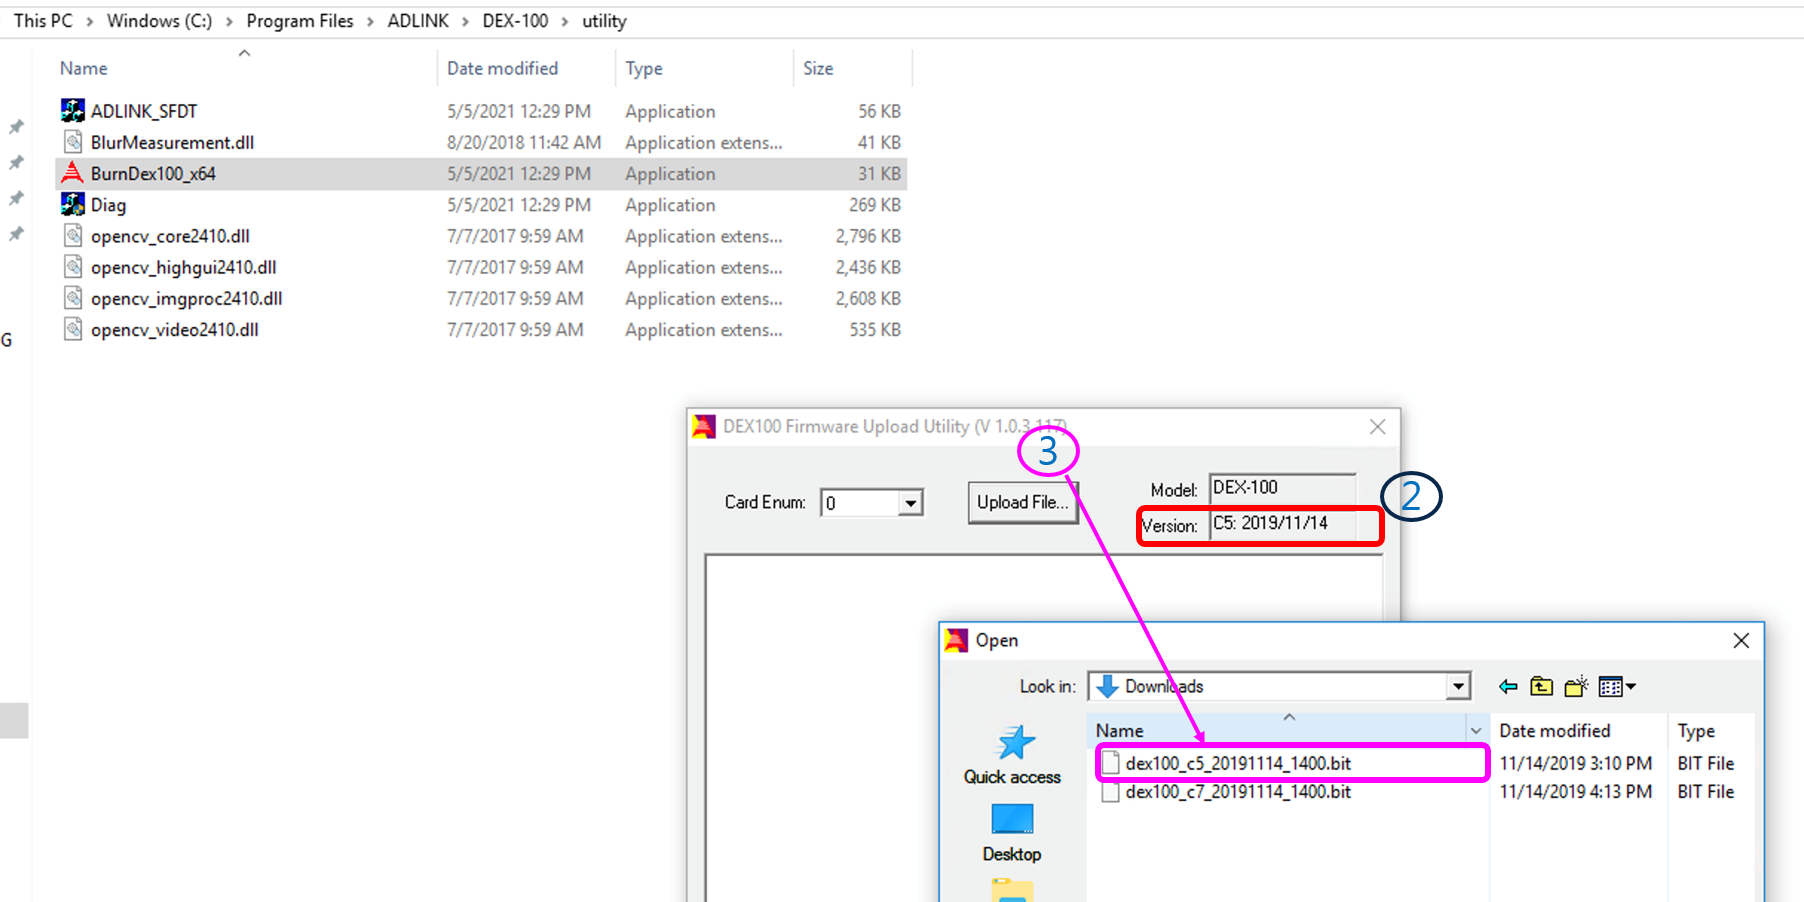 This PC > Windows (C:) > Program Files > ADLINK > DEX-100 > utility
Name Date modified Type Size
ADLINK_SFDT 5/5/2021 12:29 PM Application 56 KB
BlurMeasurement.dll 8/20/2018 11:42 AM Application extens... 41 KB
BurnDex100_x64 5/5/2021 12:29 PM Application 31 KB
Diag 5/5/2021 12:29 PM Application 269 KB
opencv_core2410.dll 7/7/2017 9:59 AM Application extens... 2,796 KB
opencv_highgui2410.dll 7/7/2017 9:59 AM Application extens... 2,436 KB
opencv_imgproc2410.dll 7/7/2017 9:59 AM Application extens... 2,608 KB
opencv_video2410.dll 7/7/2017 9:59 AM Application extens... 535 KB
G
DEX100 Firmware Upload Utility (V 1.0.3.117)
3
Card Enum: 0 Upload File... Model: DEX-100
2
Version: C5: 2019/11/14
Open
Look in: Downloads
Name Date modified Type
dex100_c5_20191114_1400.bit 11/14/2019 3:10 PM BIT File
dex100_c7_20191114_1400.bit 11/14/2019 4:13 PM BIT File
Quick access
Desktop